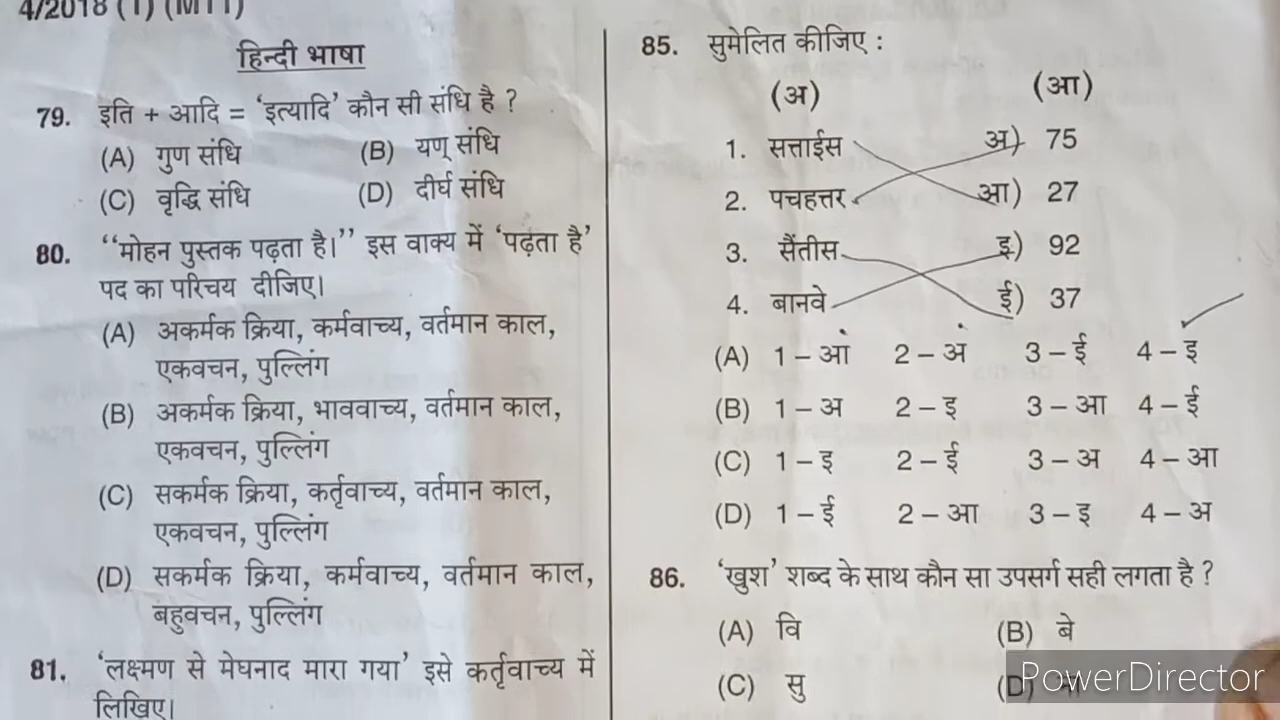 4/2018 (1) (MTT)
हिन्दी भाषा
79. इति + आदि = ‘इत्यादि’ कौन सी संधि है ?
(A) गुण संधि (B) यण् संधि
(C) वृद्धि संधि (D) दीर्घ संधि
80. ‘‘मोहन पुस्तक पढ़ता है।’’ इस वाक्य में ‘पढ़ता है’
पद का परिचय दीजिए।
(A) अकर्मक क्रिया, कर्मवाच्य, वर्तमान काल,
एकवचन, पुल्लिंग
(B) अकर्मक क्रिया, भाववाच्य, वर्तमान काल,
एकवचन, पुल्लिंग
(C) सकर्मक क्रिया, कर्तृवाच्य, वर्तमान काल,
एकवचन, पुल्लिंग
(D) सकर्मक क्रिया, कर्मवाच्य, वर्तमान काल,
बहुवचन, पुल्लिंग
81. ‘लक्ष्मण से मेघनाद मारा गया’ इसे कर्तृवाच्य में
लिखिए।
85. सुमेलित कीजिए :
(अ) (आ)
1. सत्ताईस अ) 75
2. पचहत्तर आ) 27
3. सैंतीस इ) 92
4. बानवे ई) 37
(A) 1 – आ 2 – अ 3 – ई 4 – इ
(B) 1 – अ 2 – इ 3 – आ 4 – ई
(C) 1 – इ 2 – ई 3 – अ 4 – आ
(D) 1 – ई 2 – आ 3 – इ 4 – अ
86. ‘खुश’ शब्द के साथ कौन सा उपसर्ग सही लगता है ?
(A) वि (B) बे
(C) सु (D)
PowerDirector